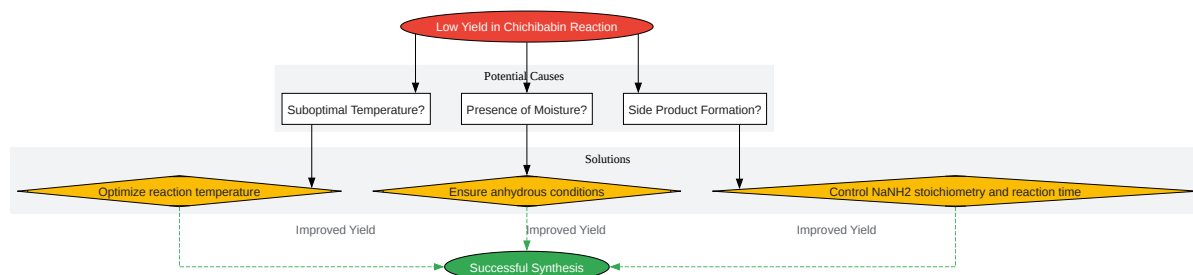 Low Yield in Chichibabin Reaction
Potential Causes
Suboptimal Temperature?
Presence of Moisture?
Side Product Formation?
Solutions
Optimize reaction temperature
Ensure anhydrous conditions
Control NaNH2 stoichiometry and reaction time
Improved Yield
Improved Yield
Improved Yield
Successful Synthesis